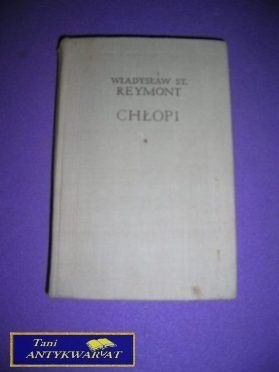 WŁADYSŁAW ST.
REYMONT
CHŁOPI
*
Tani
ANTYKWARIAT